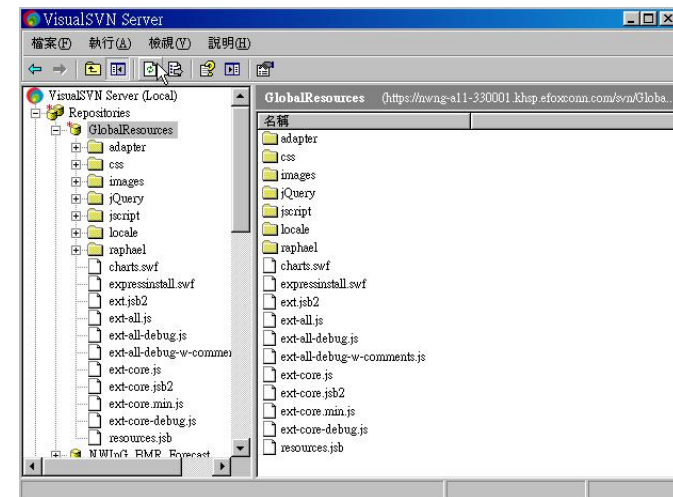 VisualSVN Server
檔案(F) 執行(A) 檢視(V) 說明(H)
VisualSVN Server (Local)
Repositories
GlobalResources
adapter
css
images
jQuery
jscript
locale
raphael
charts.swf
expressinstall.swf
ext.jsb2
ext-all.js
ext-all-debug.js
ext-all-debug-w-commen
ext-core.js
ext-core.jsb2
ext-core.min.js
ext-core-debug.js
resources.jsb
NWInG_BMR_Forecast
GlobalResources (https://nwng-a11-330001.khsp.efoxconn.com/svn/Globa...
名稱
adapter
css
images
jQuery
jscript
locale
raphael
charts.swf
expressinstall.swf
ext.jsb2
ext-all.js
ext-all-debug.js
ext-all-debug-w-comments.js
ext-core.js
ext-core.jsb2
ext-core.min.js
ext-core-debug.js
resources.jsb